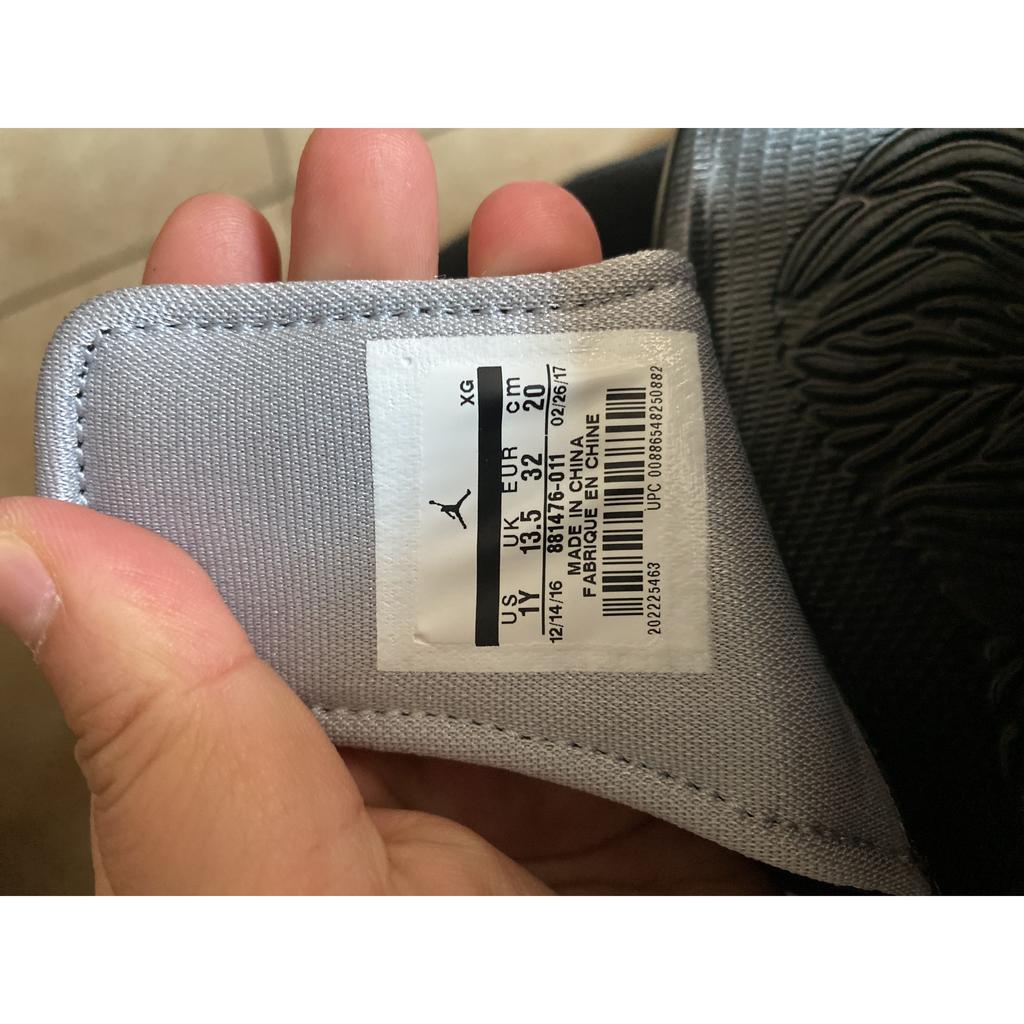 XG
US UK EUR cm
1Y 13.5 32 20
12/14/16 881476-011 02/26/17
MADE IN CHINA
FABRIQUE EN CHINE
202225463 UPC 00886548250882